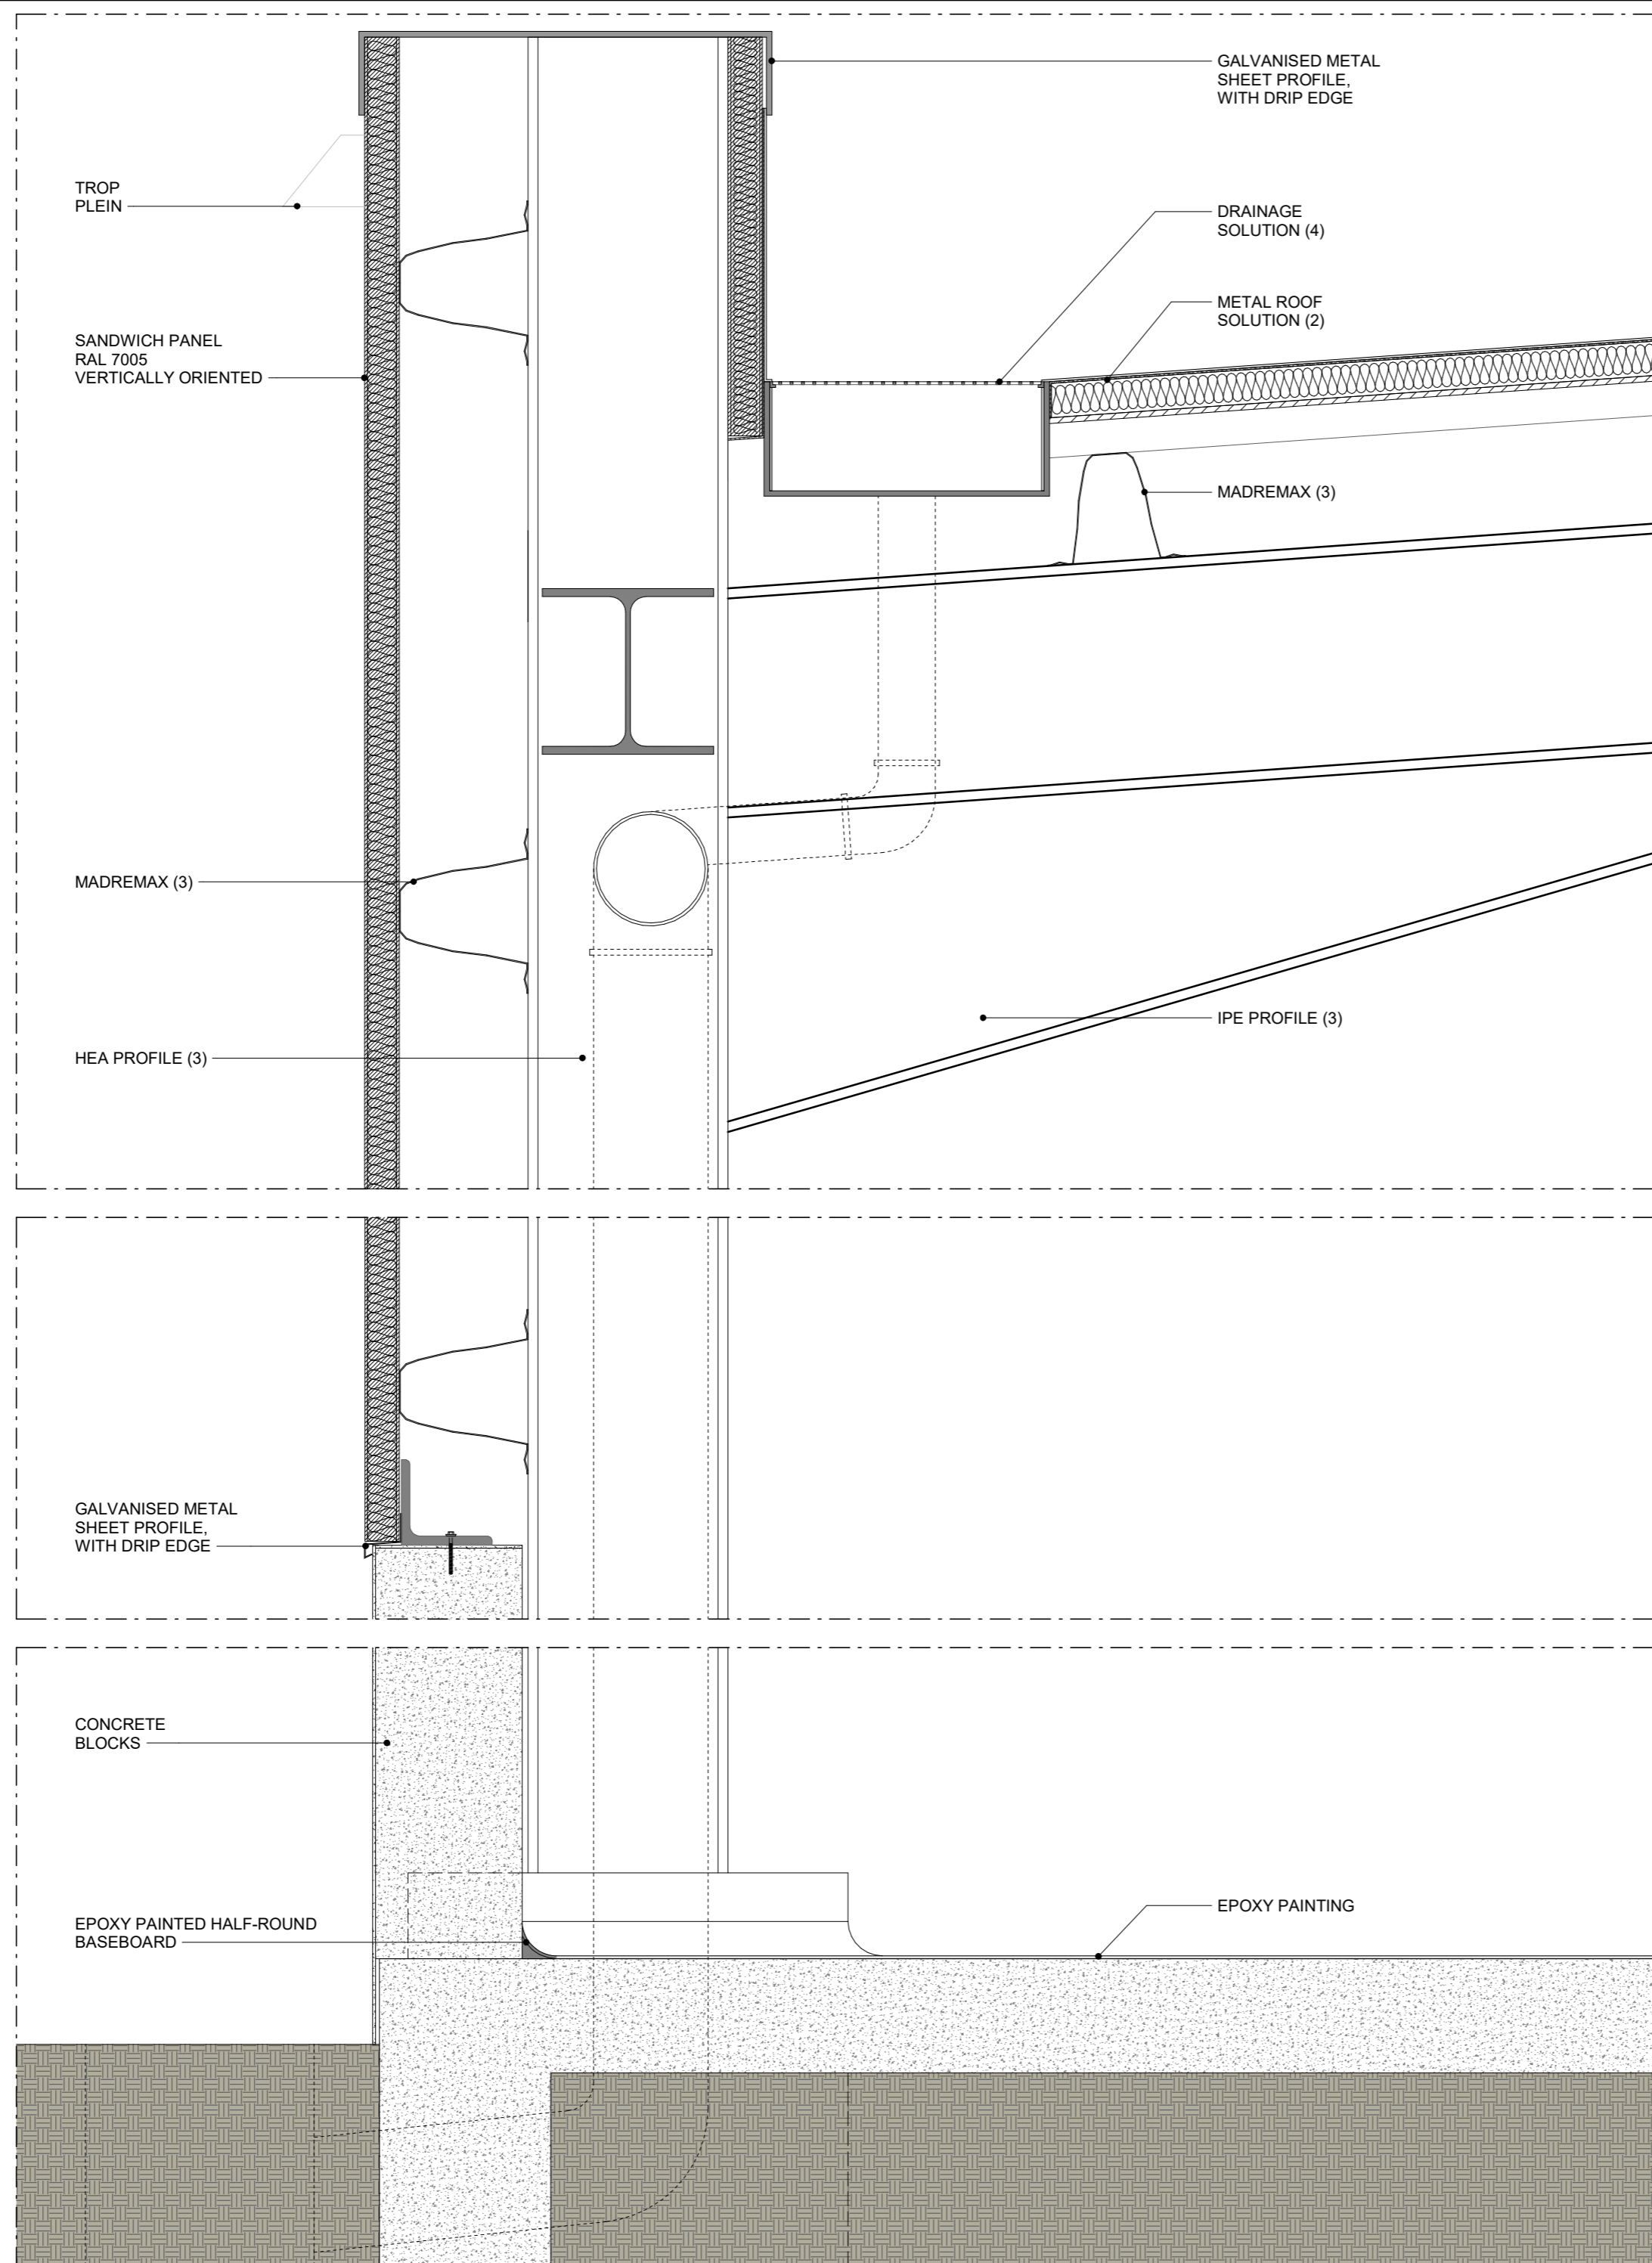 GALVANISED METAL
SHEET PROFILE,
WITH DRIP EDGE
TROP
PLEIN
DRAINAGE
SOLUTION (4)
METAL ROOF
SOLUTION (2)
SANDWICH PANEL
RAL 7005
VERTICALLY ORIENTED
MADREMAX (3)
MADREMAX (3)
IPE PROFILE (3)
HEA PROFILE (3)
GALVANISED METAL
SHEET PROFILE,
WITH DRIP EDGE
CONCRETE
BLOCKS
EPOXY PAINTING
EPOXY PAINTED HALF-ROUND
BASEBOARD